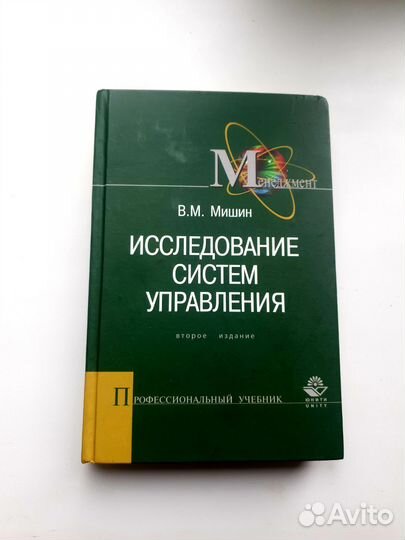 Менеджмент
В.М. Мишин
ИССЛЕДОВАНИЕ
СИСТЕМ
УПРАВЛЕНИЯ
второе издание
ПРОФЕССИОНАЛЬНЫЙ УЧЕБНИК
ЮНИТИ
UNITY
Avito